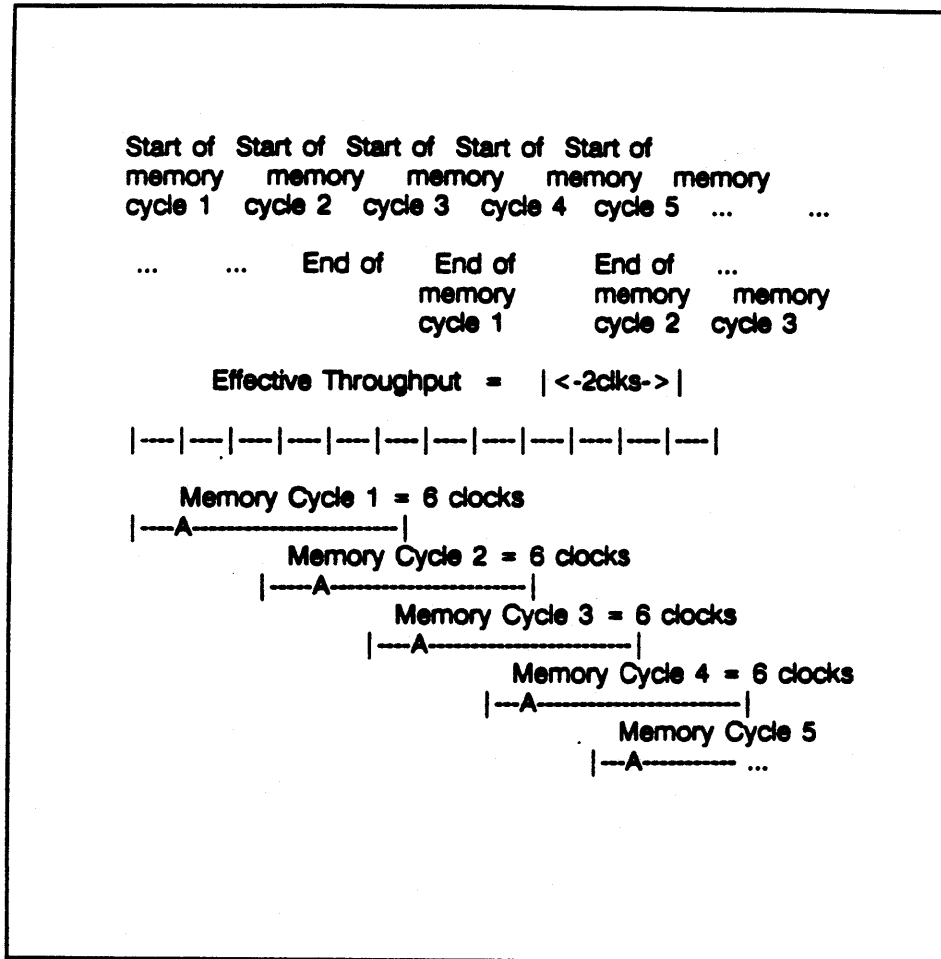 Start of Start of Start of Start of Start of
memory memory memory memory memory
cycle 1 cycle 2 cycle 3 cycle 4 cycle 5 ... ...
... ... End of End of End of ...
memory memory memory
cycle 1 cycle 2 cycle 3
Effective Throughput = |<-2clks->|
|----|----|----|----|----|----|----|----|----|----|----|----|
Memory Cycle 1 = 6 clocks
|----A--------------------|
Memory Cycle 2 = 6 clocks
|-----A--------------------|
Memory Cycle 3 = 6 clocks
|----A---------------------|
Memory Cycle 4 = 6 clocks
|---A--------------------|
Memory Cycle 5
|---A---------- ...